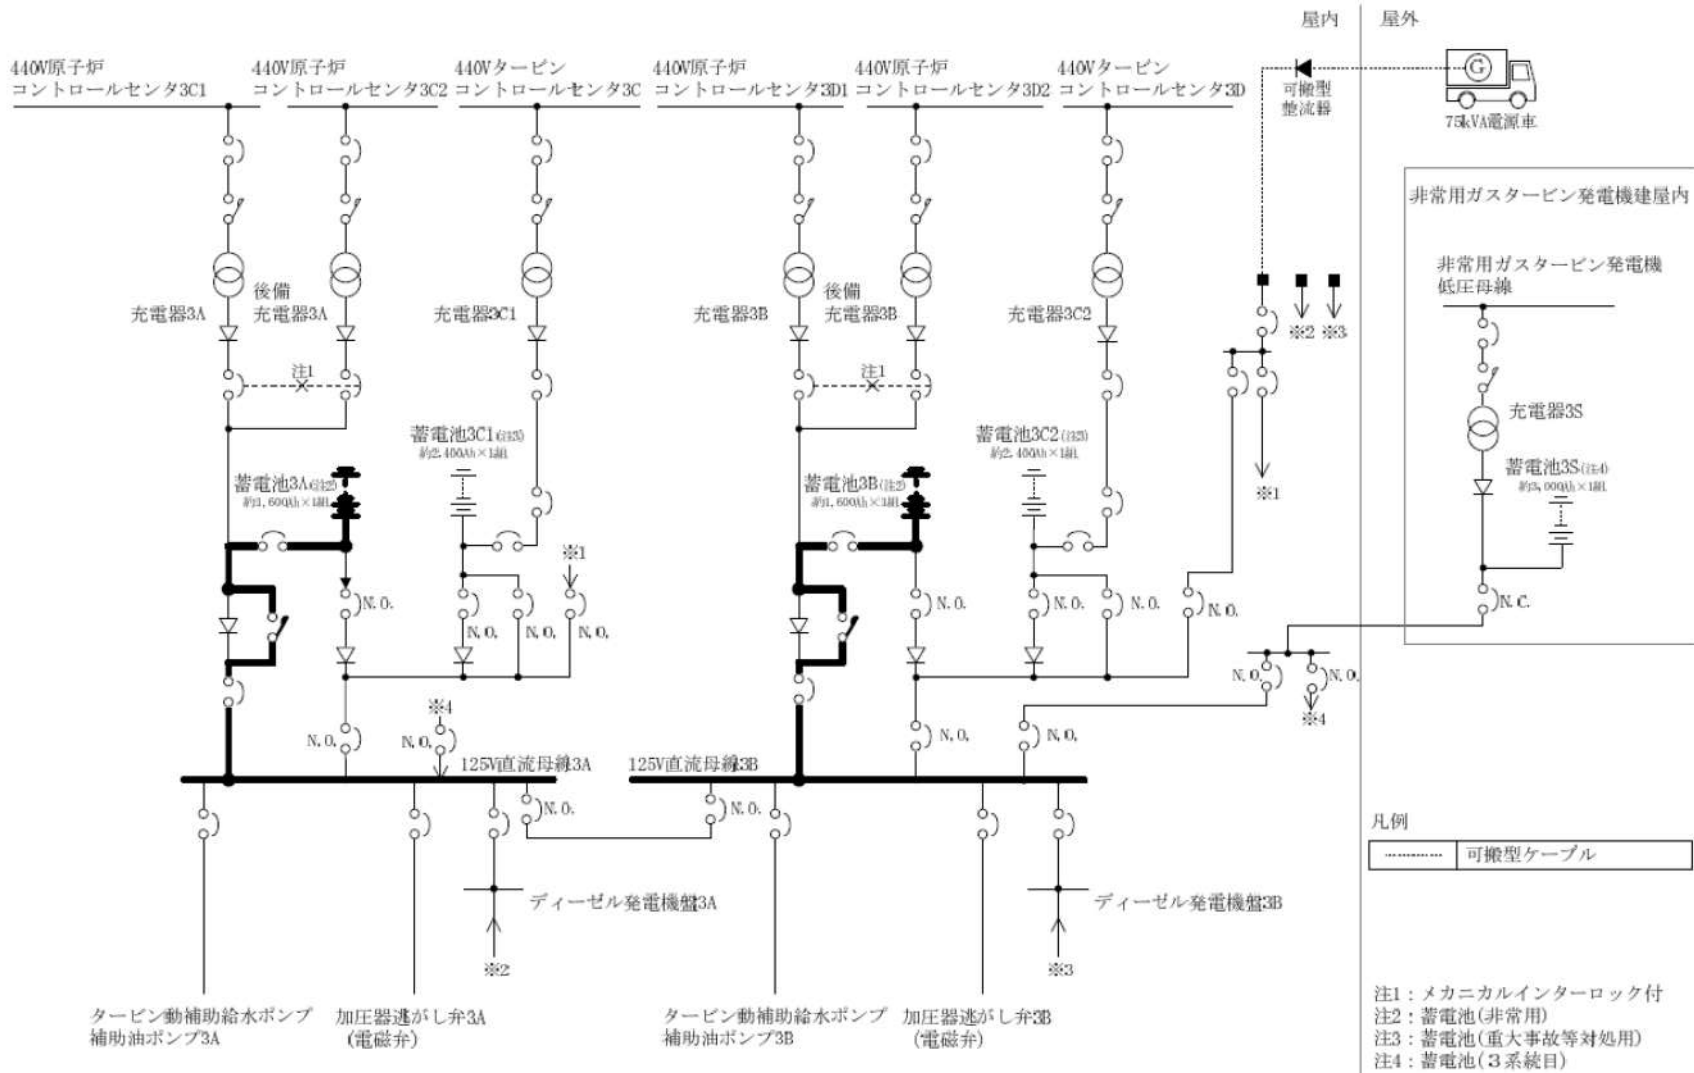 屋内
屋外
440V原子炉
コントロールセンタ3C1
440V原子炉
コントロールセンタ3C2
440Vタービン
コントロールセンタ3C
440V原子炉
コントロールセンタ3D1
440V原子炉
コントロールセンタ3D2
440Vタービン
コントロールセンタ3D
可搬型
整流器
G
75kVA電源車
非常用ガスタービン発電機建屋内
非常用ガスタービン発電機
低圧母線
充電器3A
後備
充電器3A
充電器3C1
充電器3B
後備
充電器3B
充電器3C2
※2
※3
注1
注1
充電器3S
蓄電池3C1(注3)
約2,400Ah×1組
蓄電池3C2(注3)
約2,400Ah×1組
蓄電池3A(注2)
約1,600Ah×1組
蓄電池3B(注2)
約1,600Ah×1組
蓄電池3S(注4)
約3,000Ah×1組
※1
※1
N.O.
N.O.
N.O.
N.O.
N.O.
N.O.
N.O.
N.O.
N.C.
N.O.
N.O.
※4
※4
N.O.
N.O.
N.O.
N.O.
125V直流母線3A
125V直流母線3B
N.O.
N.O.
凡例
可搬型ケーブル
ディーゼル発電機盤3A
ディーゼル発電機盤3B
※2
※3
タービン動補助給水ポンプ
補助油ポンプ3A
加圧器逃がし弁3A
(電磁弁)
タービン動補助給水ポンプ
補助油ポンプ3B
加圧器逃がし弁3B
(電磁弁)
注1：メカニカルインターロック付
注2：蓄電池(非常用)
注3：蓄電池(重大事故等対処用)
注4：蓄電池(３系統目)